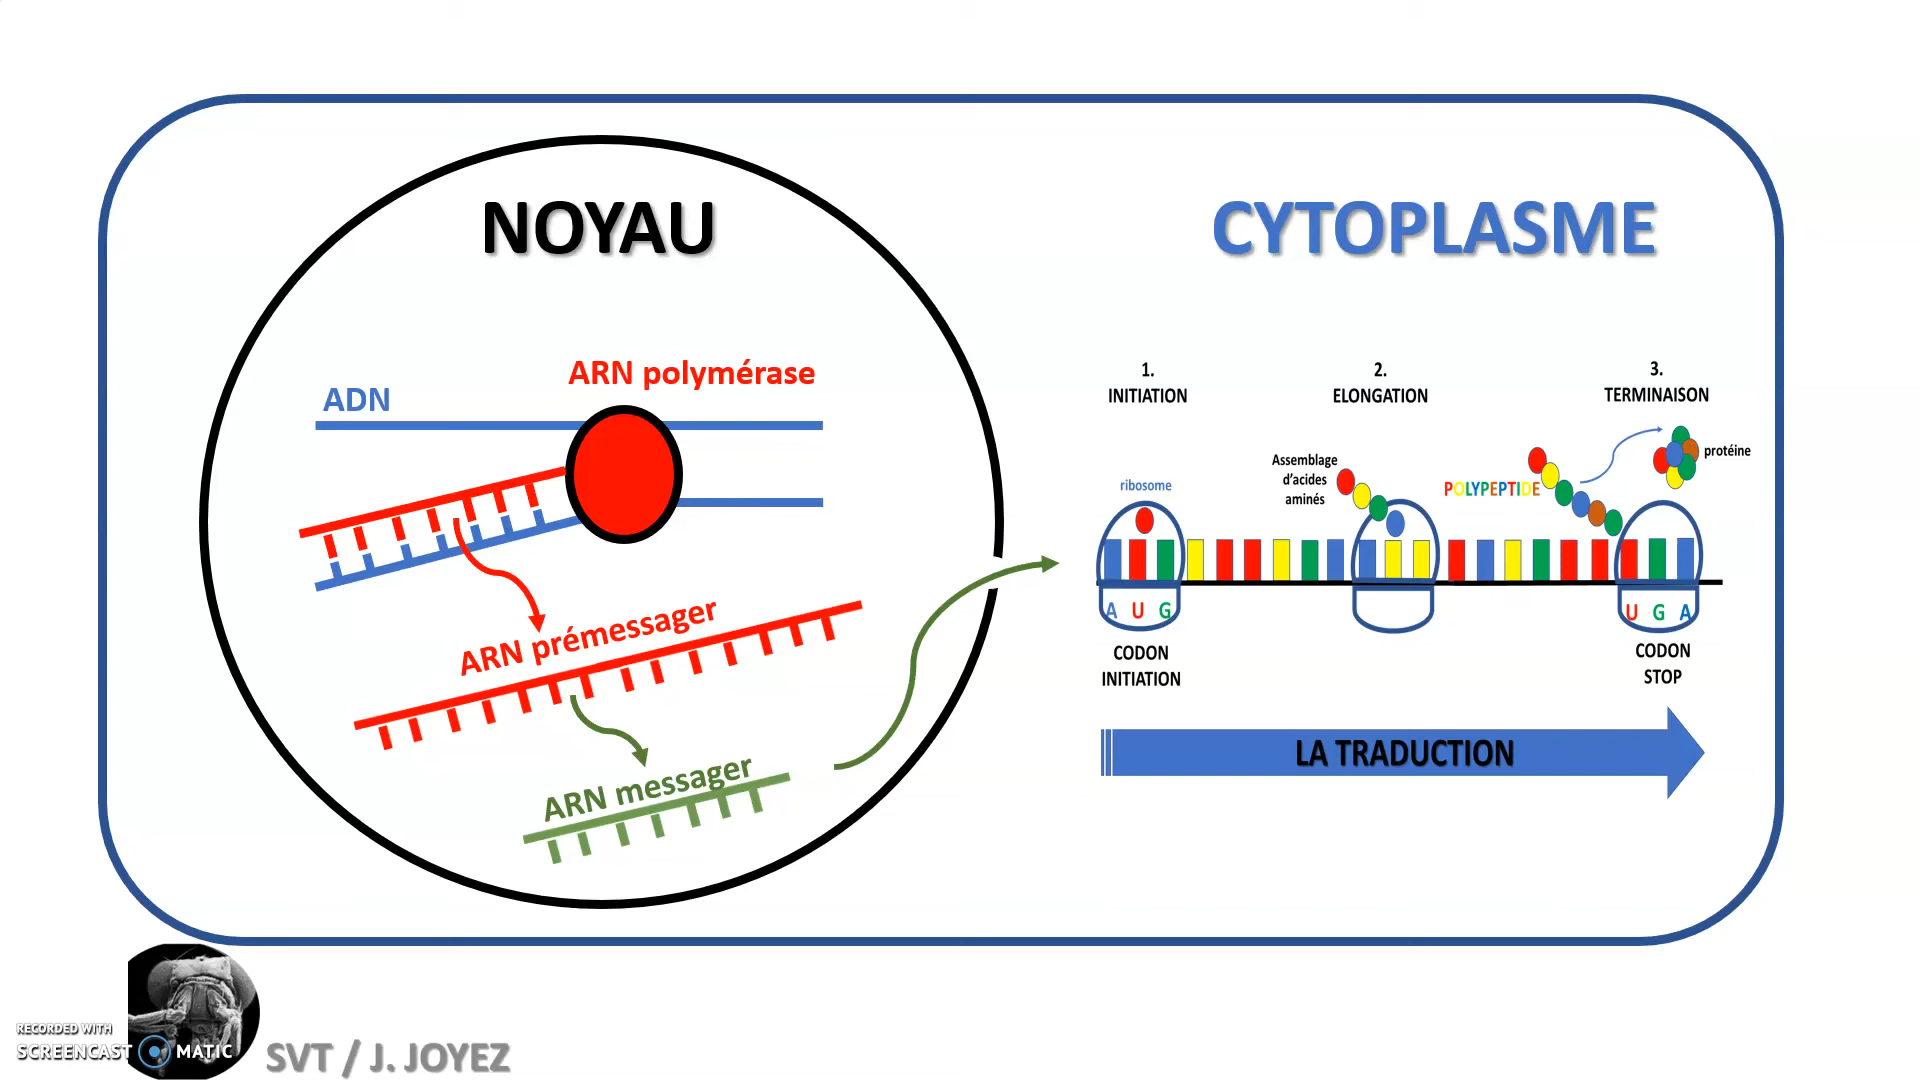 NOYAU
CYTOPLASME
ADN
ARN polymérase
ARN prémessager
ARN messager
1.
INITIATION
2.
ELONGATION
3.
TERMINAISON
ribosome
Assemblage
d'acides
aminés
POLYPEPTIDE
protéine
A U G
U G A
CODON
INITIATION
CODON
STOP
LA TRADUCTION
RECORDED WITH
SCREENCAST MATIC
SVT / J. JOYEZ